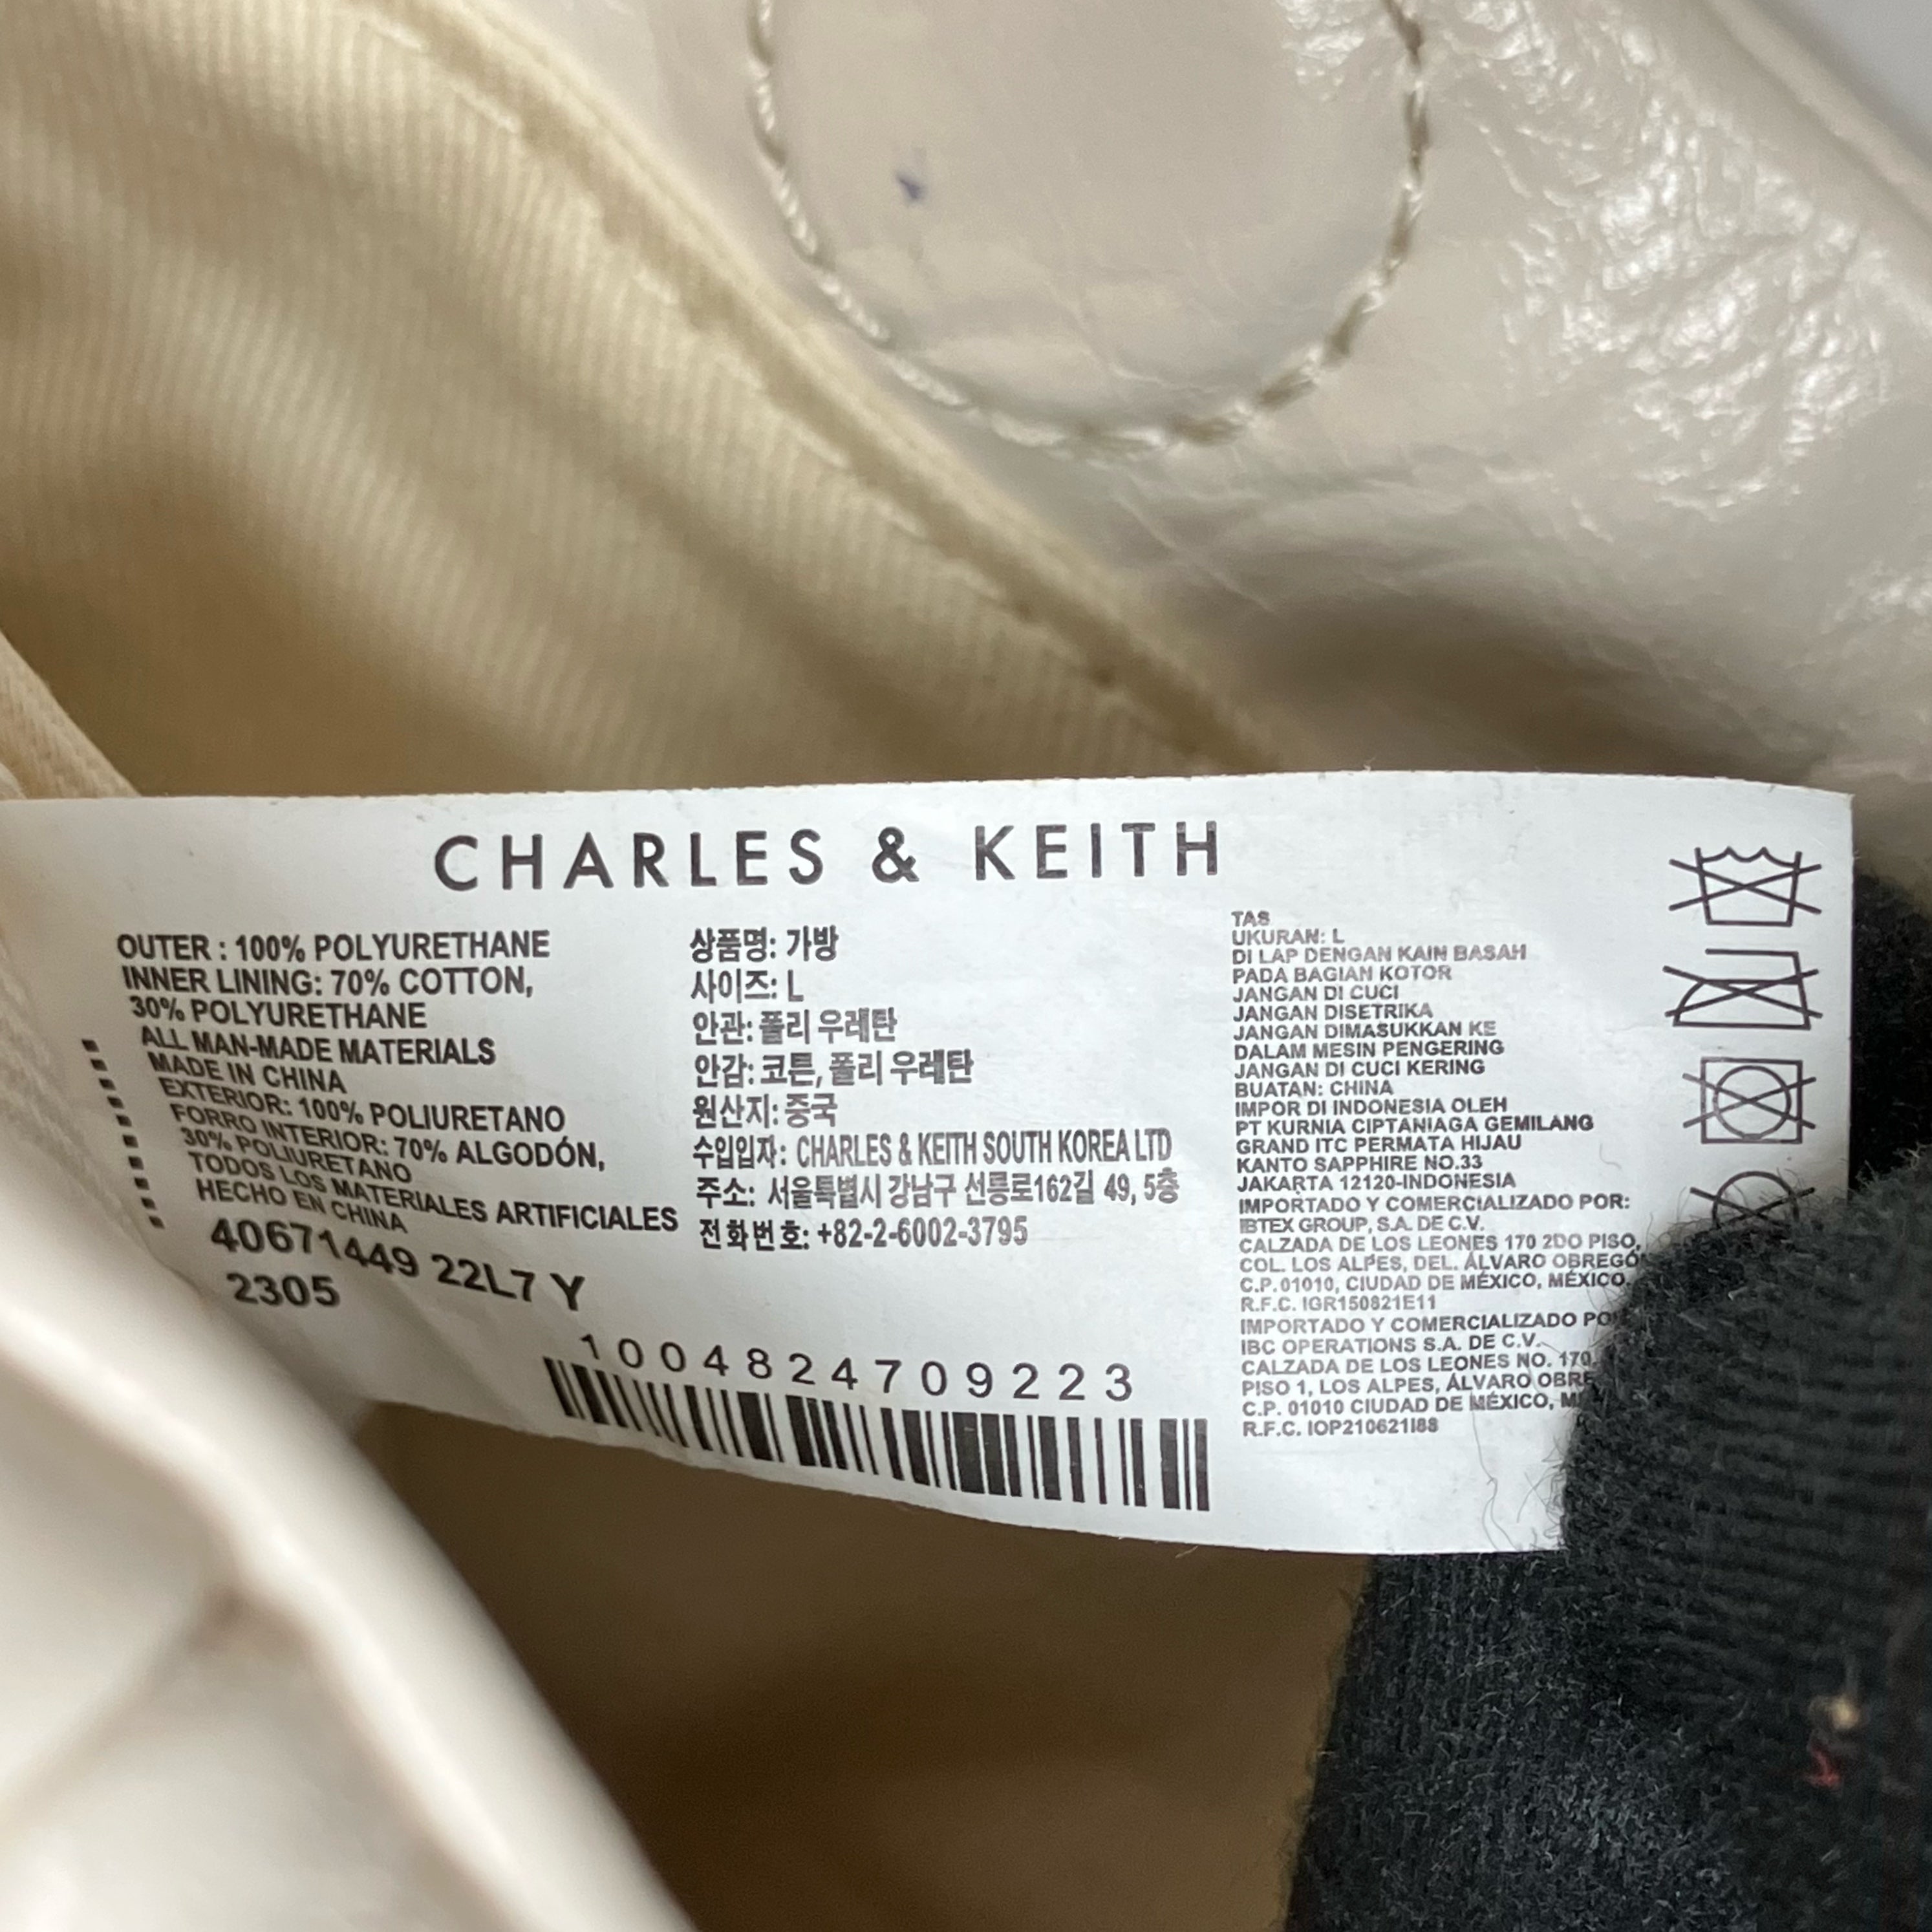 CHARLES & KEITH
OUTER : 100% POLYURETHANE
INNER LINING: 70% COTTON,
30% POLYURETHANE
ALL MAN-MADE MATERIALS
MADE IN CHINA
EXTERIOR: 100% POLIURETANO
FORRO INTERIOR: 70% ALGODÓN,
30% POLIURETANO
TODOS LOS MATERIALES ARTIFICIALES
HECHO EN CHINA
40671449 22L7 Y
2305
상품명: 가방
사이즈: L
안관: 폴리 우레탄
안감: 코튼, 폴리 우레탄
원산지: 중국
수입입자: CHARLES & KEITH SOUTH KOREA LTD
주소: 서울특별시 강남구 선릉로162길 49, 5층
전화번호: +82-2-6002-3795
1004824709223
TAS
UKURAN: L
DI LAP DENGAN KAIN BASAH
PADA BAGIAN KOTOR
JANGAN DI CUCI
JANGAN DISETRIKA
JANGAN DIMASUKKAN KE
DALAM MESIN PENGERING
JANGAN DI CUCI KERING
BUATAN: CHINA
IMPOR DI INDONESIA OLEH
PT KURNIA CIPTANIAGA GEMILANG
GRAND ITC PERMATA HIJAU
KANTO SAPPHIRE NO.33
JAKARTA 12120-INDONESIA
IMPORTADO Y COMERCIALIZADO POR:
IBTEX GROUP, S.A. DE C.V.
CALZADA DE LOS LEONES 170 2DO PISO,
COL. LOS ALPES, DEL. ÁLVARO OBREGÓ
C.P. 01010, CIUDAD DE MÉXICO, MÉXICO.
R.F.C. IGR150821E11
IMPORTADO Y COMERCIALIZADO PO
IBC OPERATIONS S.A. DE C.V.
CALZADA DE LOS LEONES NO. 170,
PISO 1, LOS ALPES, ÁLVARO OBRE
C.P. 01010 CIUDAD DE MÉXICO, M
R.F.C. IOP210621I88